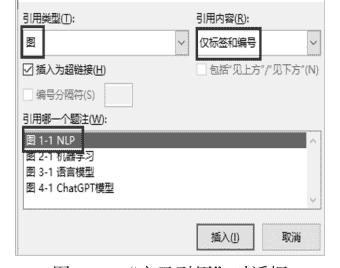 引用类型(T):
引用内容(R):
图
仅标签和编号
插入为超链接(H)
包括"见上方"/"见下方"(N)
编号分隔符(S)
引用哪一个题注(W):
图 1-1 NLP
图 2-1 机器学习
图 3-1 语言模型
图 4-1 ChatGPT模型
插入(I)
取消